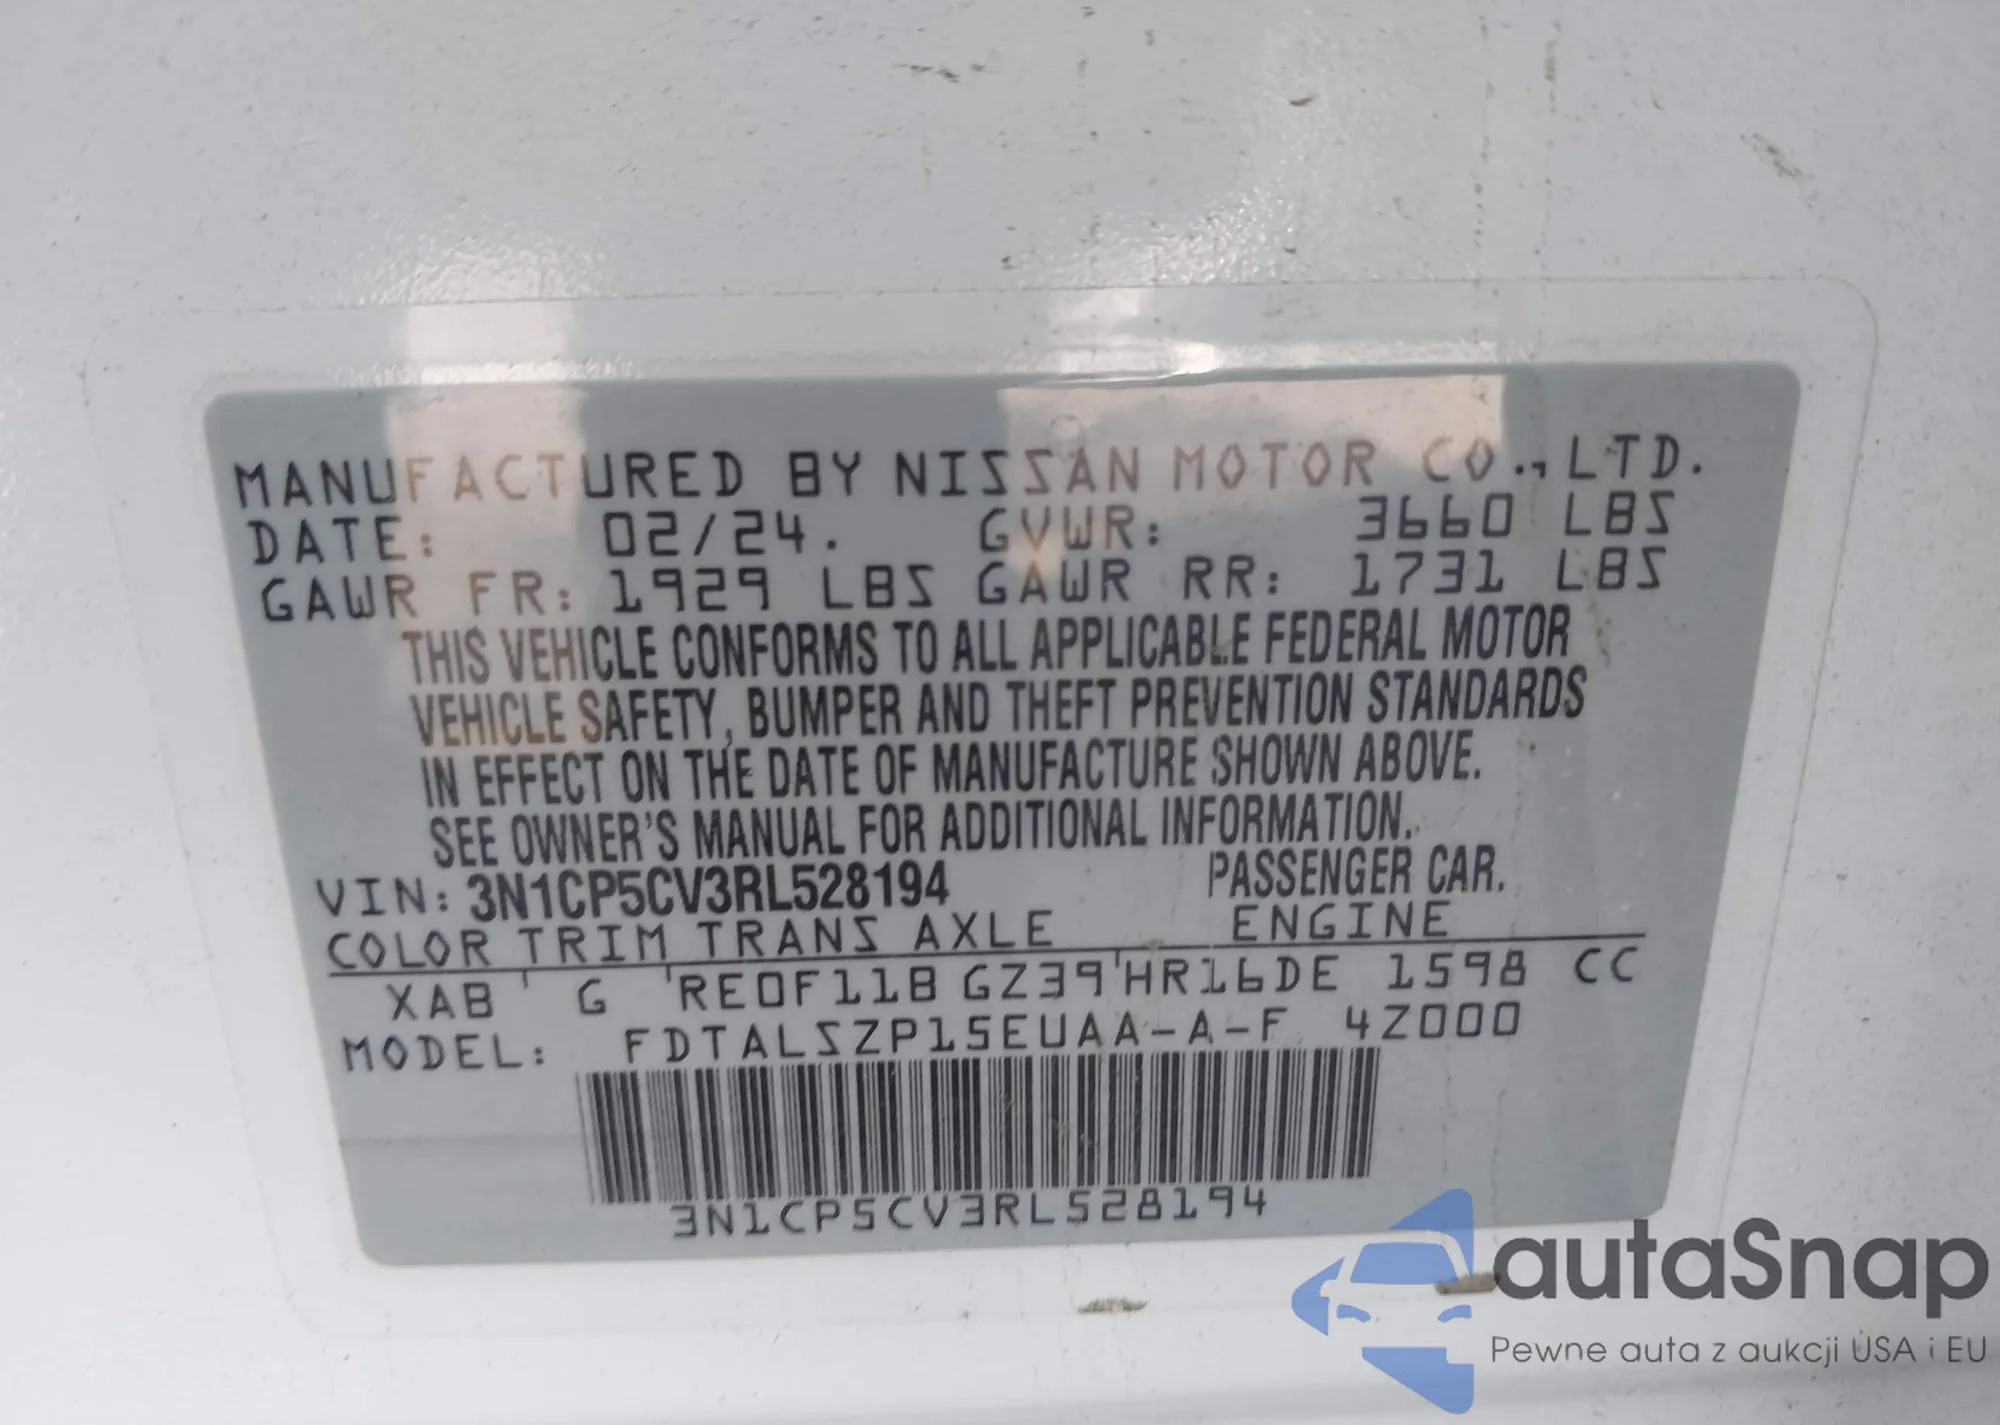 MANUFACTURED BY NISSAN MOTOR CO., LTD.
DATE: 02/24. GVWR: 3660 LBS
GAWR FR: 1929 LBS GAWR RR: 1731 LBS
THIS VEHICLE CONFORMS TO ALL APPLICABLE FEDERAL MOTOR
VEHICLE SAFETY, BUMPER AND THEFT PREVENTION STANDARDS
IN EFFECT ON THE DATE OF MANUFACTURE SHOWN ABOVE.
SEE OWNER'S MANUAL FOR ADDITIONAL INFORMATION.
VIN: 3N1CP5CV3RL528194 PASSENGER CAR.
COLOR TRIM TRANS AXLE ENGINE
XAB G RE0F11B GZ39 HR16DE 1598 CC
MODEL: FDTALSZP15EUAA-A-F 4Z000
3N1CP5CV3RL528194
autaSnap
Pewne auta z aukcji USA i EU